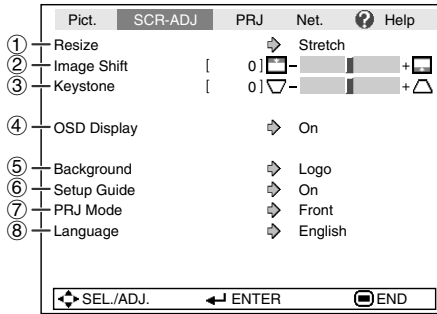 Pict. SCR-ADJ PRJ Net. ? Help
① Resize Stretch
② Image Shift [ 0 ] − +
③ Keystone [ 0 ] − +
④ OSD Display On
⑤ Background Logo
⑥ Setup Guide On
⑦ PRJ Mode Front
⑧ Language English
SEL./ADJ. ENTER END